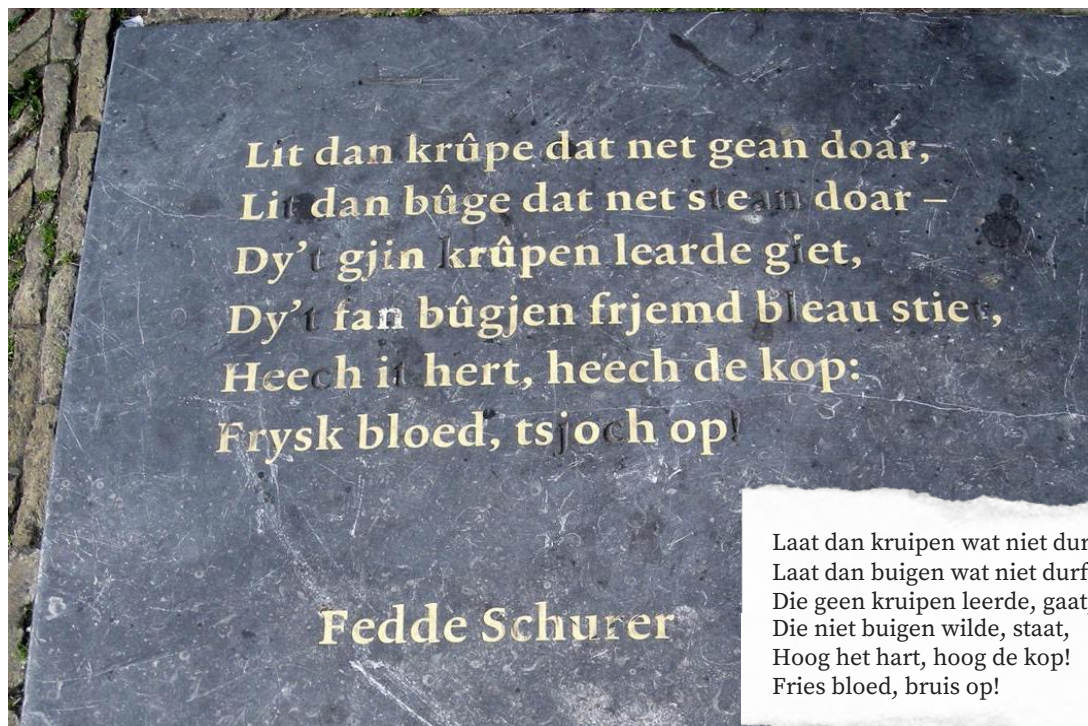 Lit dan krûpe dat net gean doar,
Lit dan bûge dat net stean doar –
Dy't gjin krûpen learde giet,
Dy't fan bûgjen frjemd bleau stiet,
Heech it hert, heech de kop:
Frysk bloed, tsjoch op!
Fedde Schurer
Laat dan kruipen wat niet
Laat dan buigen wat niet durf
Die geen kruipen leerde, gaat,
Die niet buigen wilde, staat,
Hoog het hart, hoog de kop!
Fries bloed, bruis op!